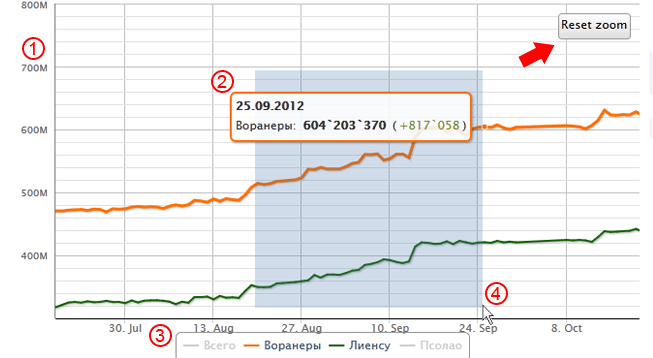 800M
Reset zoom
1
700M
2
25.09.2012
Воранеры: 604`203`370 (+817`058)
600M
500M
400M
4
30. Jul 13. Aug 27. Aug 10. Sep 24. Sep 8. Oct
3
Всего Воранеры Лиенсу Псолао